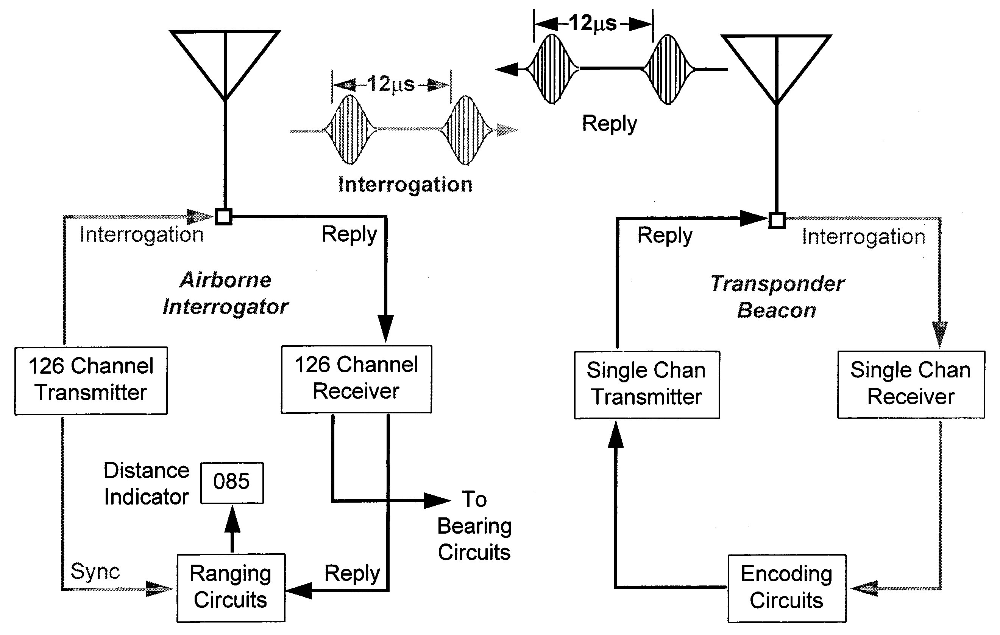 12µs
12µs
Reply
Interrogation
Interrogation
Reply
Reply
Interrogation
Airborne
Interrogator
Transponder
Beacon
126 Channel
Transmitter
126 Channel
Receiver
Single Chan
Transmitter
Single Chan
Receiver
Distance
Indicator
085
To
Bearing
Circuits
Sync
Ranging
Circuits
Reply
Encoding
Circuits